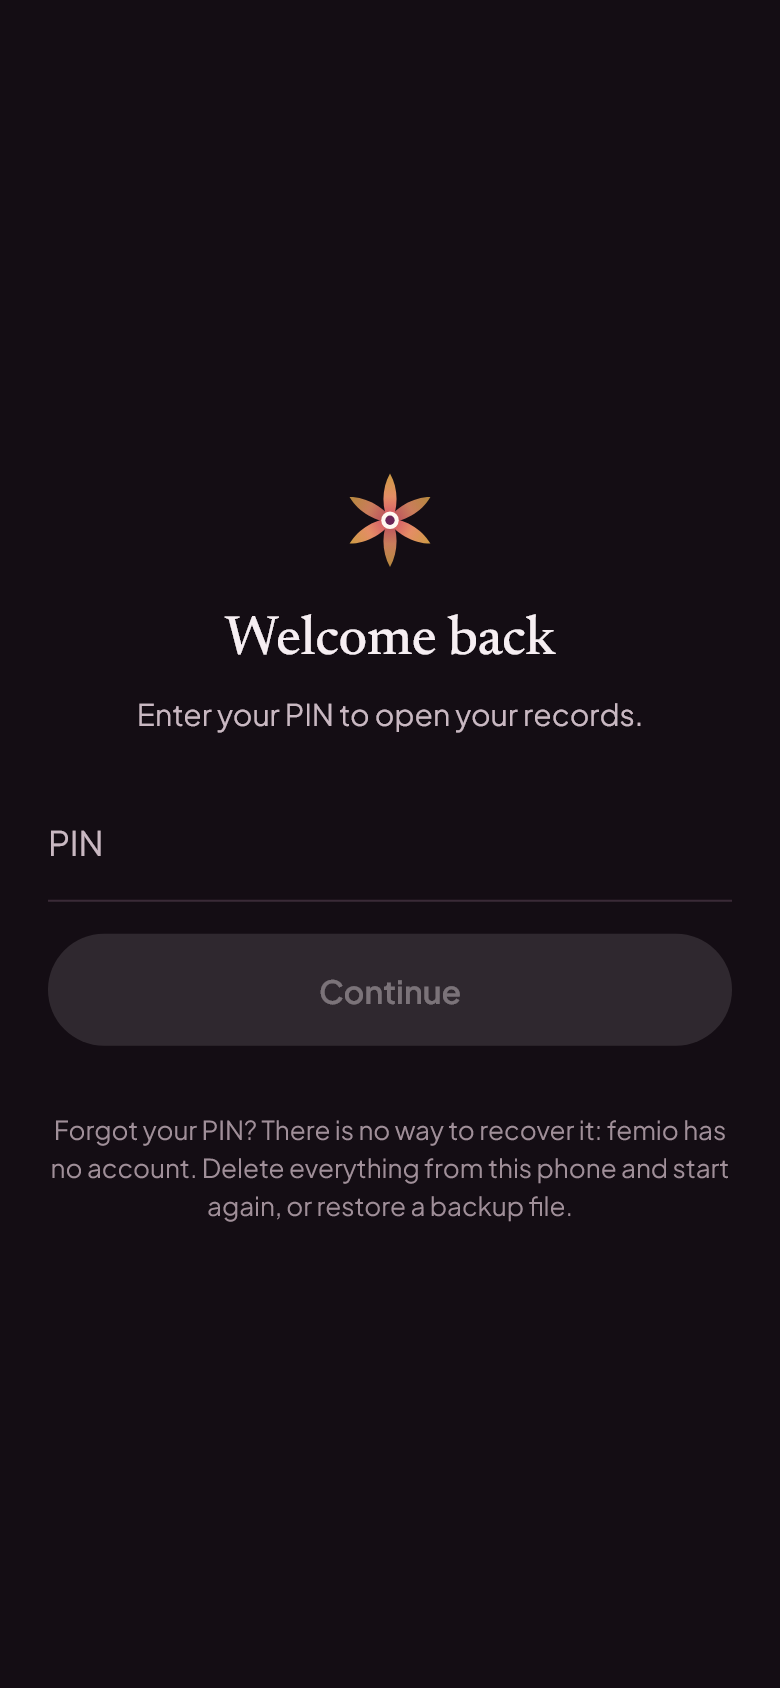 Welcome back
Enter your PIN to open your records.
PIN
Continue
Forgot your PIN? There is no way to recover it: femio has
no account. Delete everything from this phone and start
again, or restore a backup file.